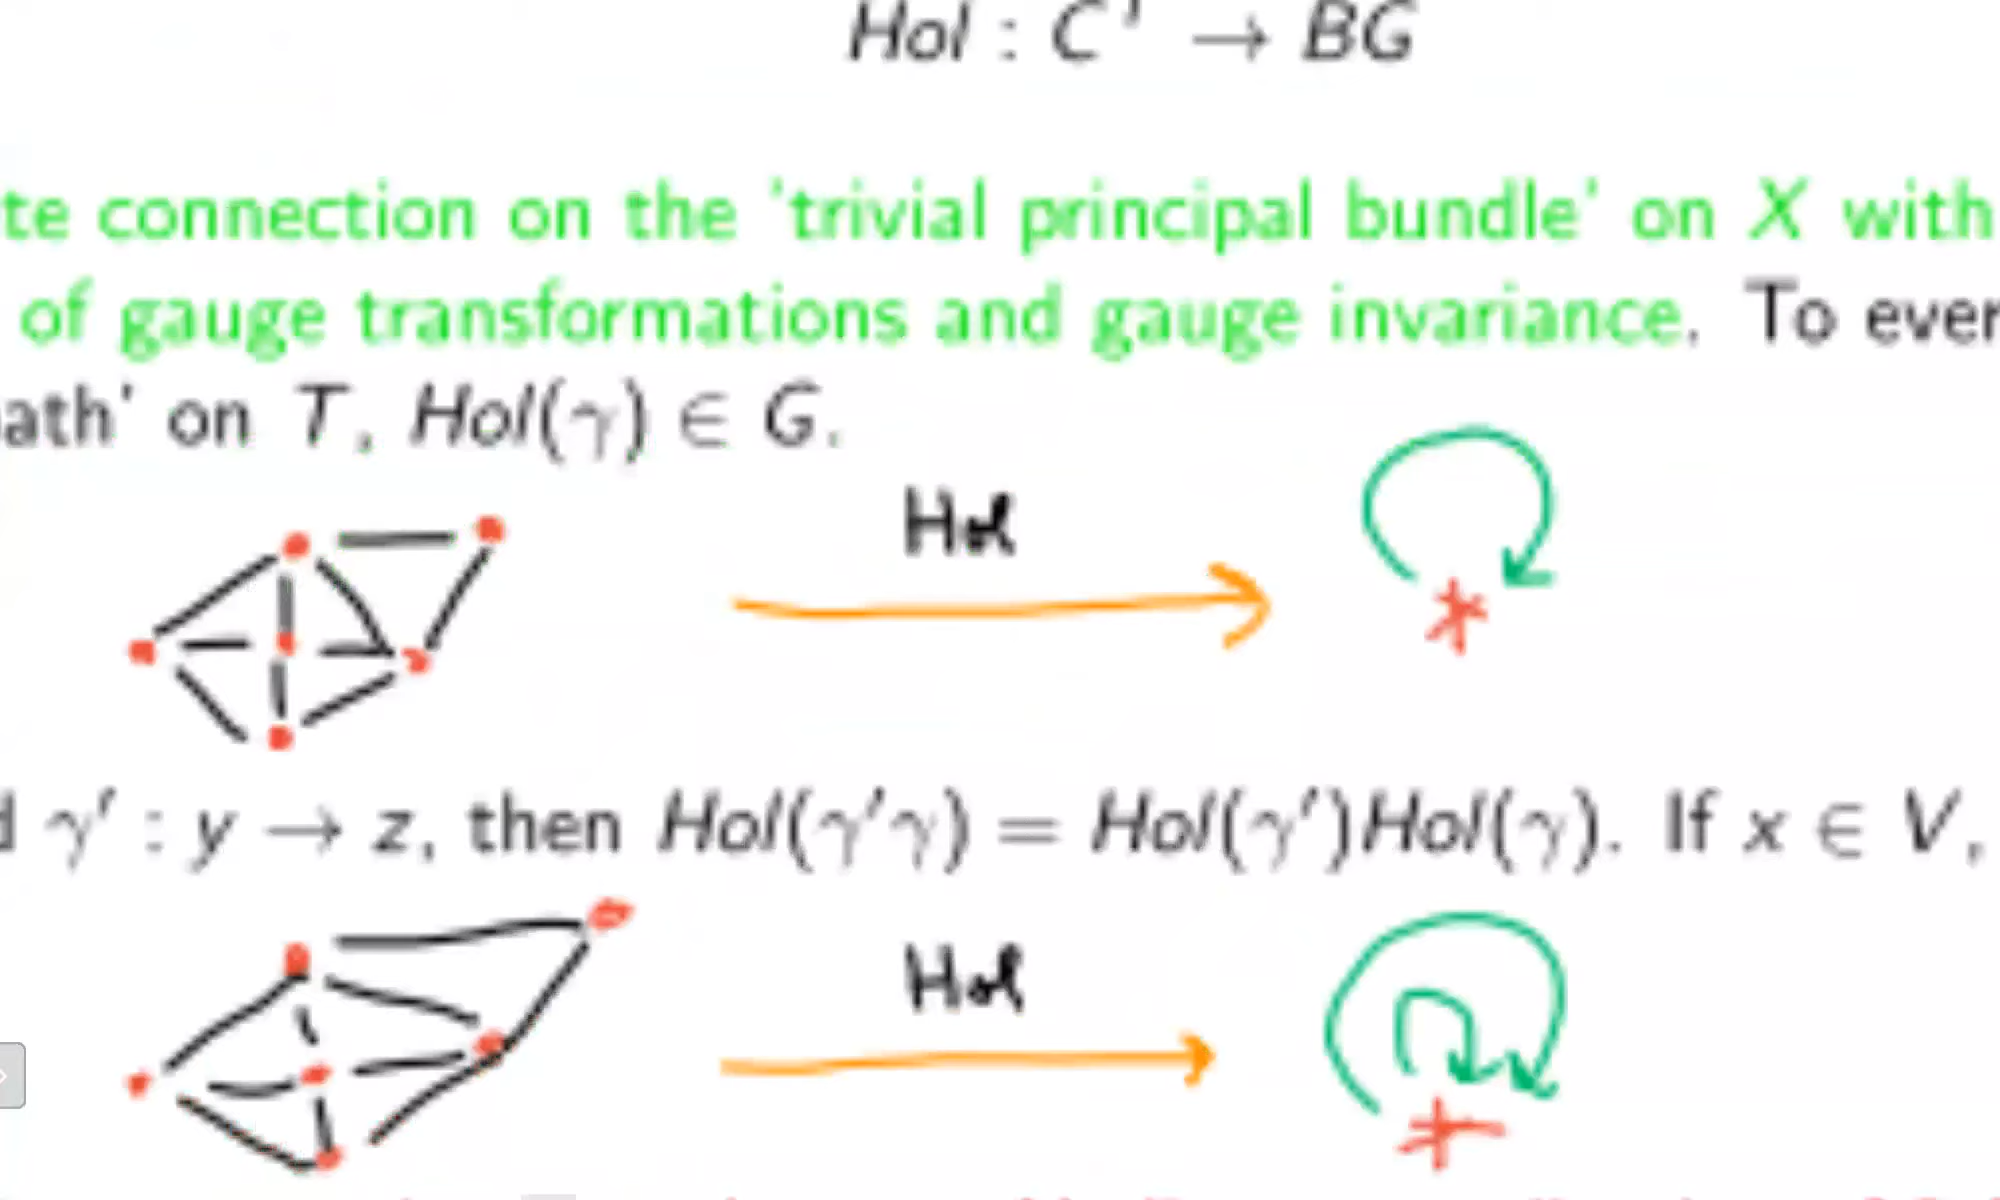 Hol : C¹ → BG
te connection on the 'trivial principal bundle' on X with
of gauge transformations and gauge invariance. To ever
ath' on T, Hol(γ) ∈ G.
Hol
*
d γ′ : y → z, then Hol(γ′γ) = Hol(γ′)Hol(γ). If x ∈ V,
Hol
*